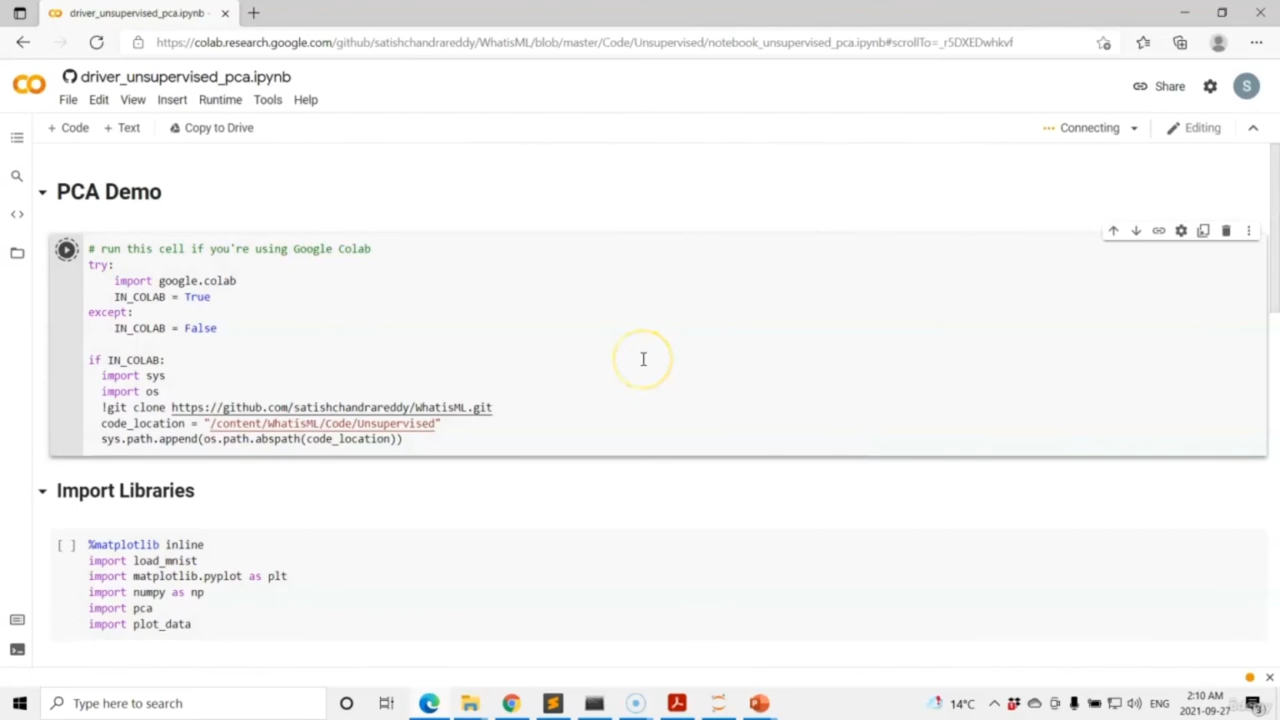 driver_unsupervised_pca.ipynb
https://colab.research.google.com/github/satishchandrareddy/WhatisML/blob/master/Code/Unsupervised/notebook_unsupervised_pca.ipynb#scrollTo=_r5DXEDwhkvf
driver_unsupervised_pca.ipynb
Share
S
File Edit View Insert Runtime Tools Help
+ Code + Text Copy to Drive Connecting Editing
PCA Demo
# run this cell if you're using Google Colab
try:
import google.colab
IN_COLAB = True
except:
IN_COLAB = False
if IN_COLAB:
import sys
import os
!git clone https://github.com/satishchandrareddy/WhatisML.git
code_location = "/content/WhatisML/Code/Unsupervised"
sys.path.append(os.path.abspath(code_location))
Import Libraries
[ ] %matplotlib inline
import load_mnist
import matplotlib.pyplot as plt
import numpy as np
import pca
import plot_data
Type here to search
14°C
ENG
2:10 AM
2021-09-27